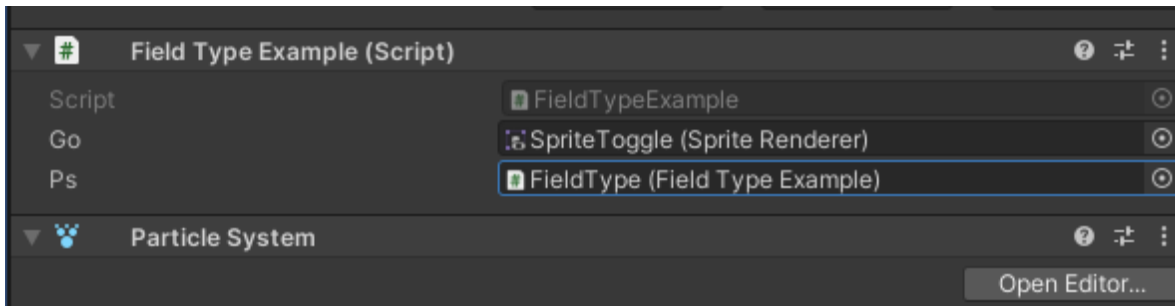 Field Type Example (Script)
Script FieldTypeExample
Go SpriteToggle (Sprite Renderer)
Ps FieldType (Field Type Example)
Particle System
Open Editor...